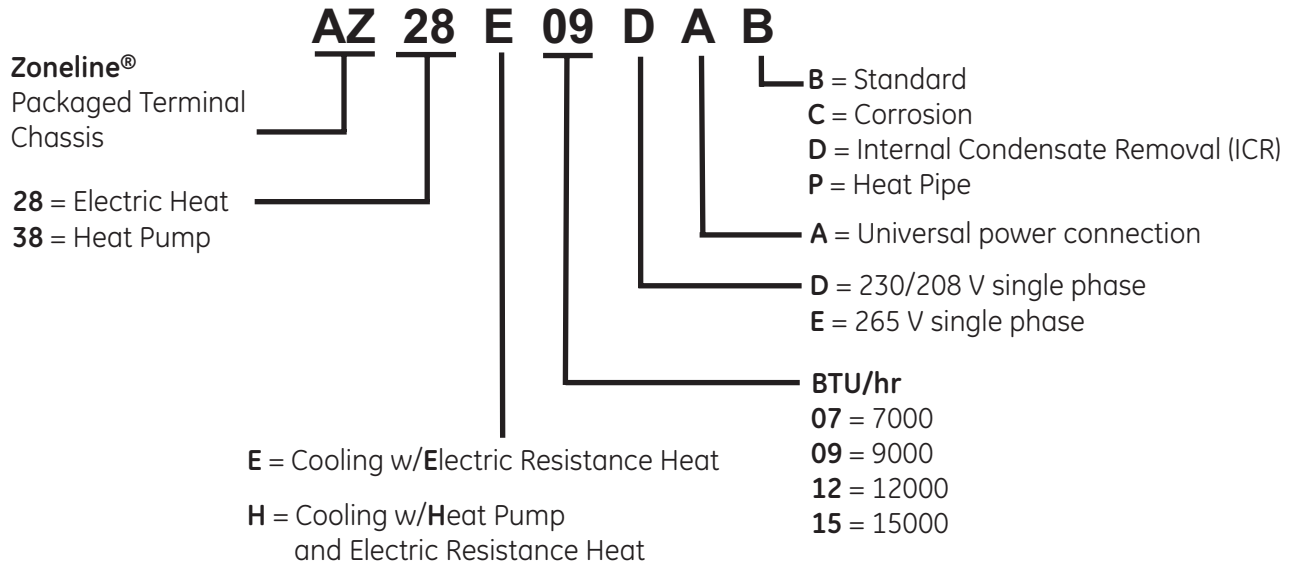 AZ 28 E 09 D A B
Zoneline®
Packaged Terminal
Chassis
28 = Electric Heat
38 = Heat Pump
B = Standard
C = Corrosion
D = Internal Condensate Removal (ICR)
P = Heat Pipe
A = Universal power connection
D = 230/208 V single phase
E = 265 V single phase
BTU/hr
07 = 7000
09 = 9000
12 = 12000
15 = 15000
E = Cooling w/Electric Resistance Heat
H = Cooling w/Heat Pump
and Electric Resistance Heat